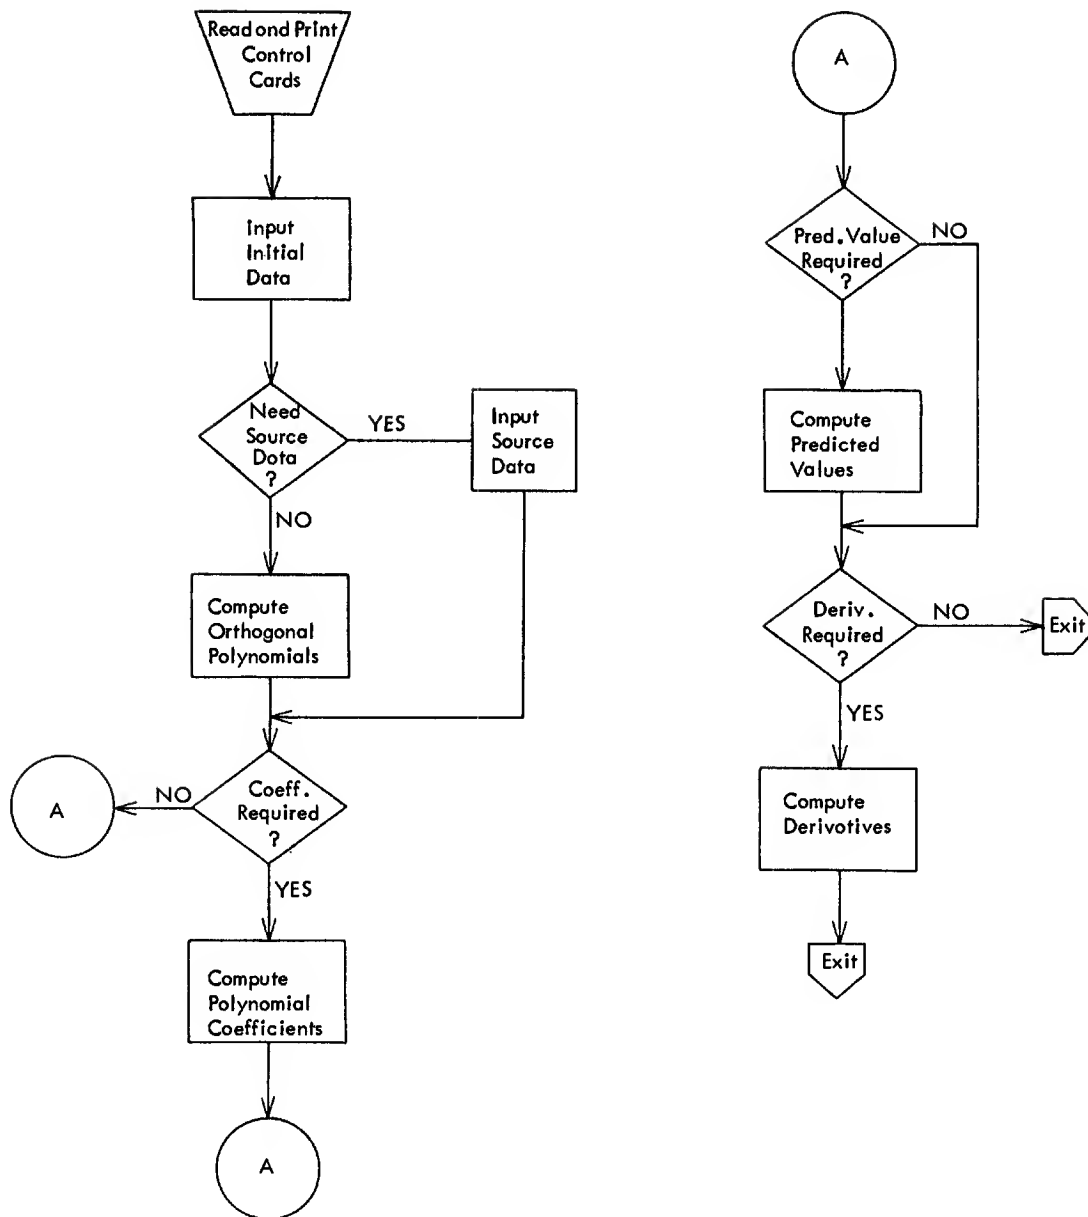 Read and Print
Control
Cards
Input
Initial
Data
Need
Source
Dota
?
YES
Input
Source
Data
NO
Compute
Orthogonal
Polynomials
A
NO
Coeff.
Required
?
YES
Compute
Polynomial
Coefficients
A
A
Pred. Value
Required
?
NO
Compute
Predicted
Values
Deriv.
Required
?
NO
Exit
YES
Compute
Derivotives
Exit